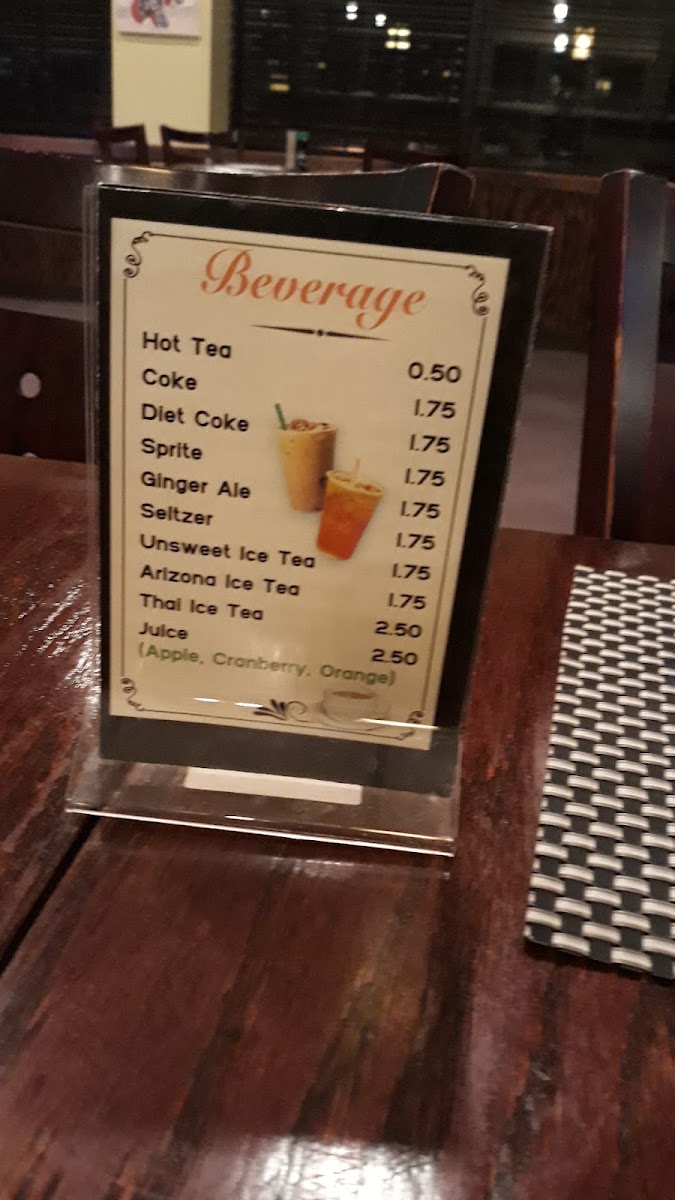 Beverage
Hot Tea 0.50
Coke 1.75
Diet Coke 1.75
Sprite 1.75
Ginger Ale 1.75
Seltzer 1.75
Unsweet Ice Tea 1.75
Arizona Ice Tea 1.75
Thai Ice Tea 2.50
Juice 2.50
(Apple, Cranberry, Orange)